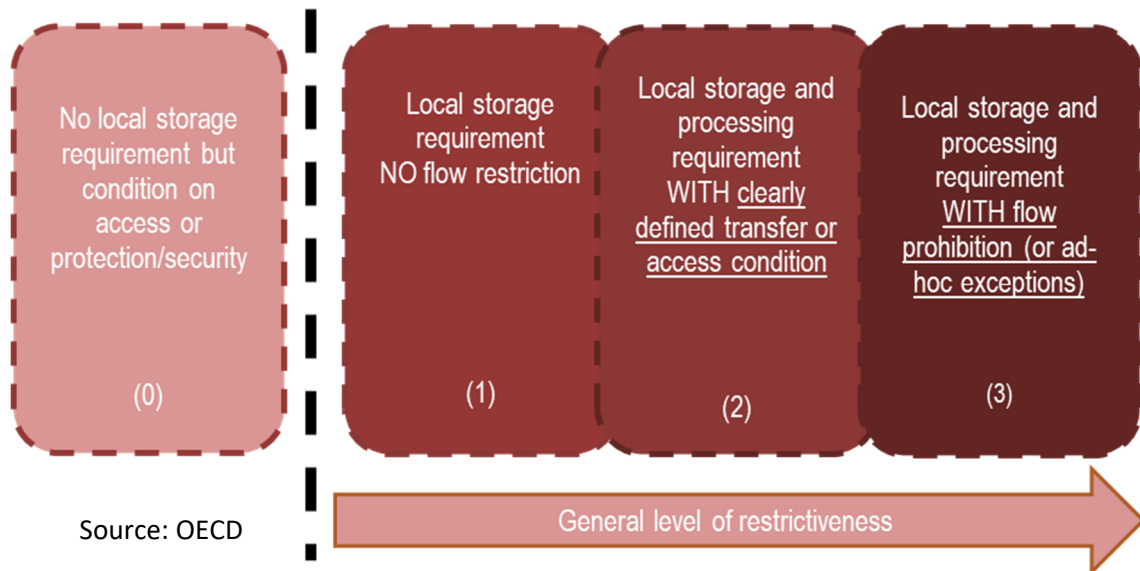 No local storage
requirement but
condition on
access or
protection/security
(0)
Local storage
requirement
NO flow restriction
(1)
Local storage and
processing
requirement
WITH clearly
defined transfer or
access condition
(2)
Local storage and
processing
requirement
WITH flow
prohibition (or ad-
hoc exceptions)
(3)
Source: OECD
General level of restrictiveness